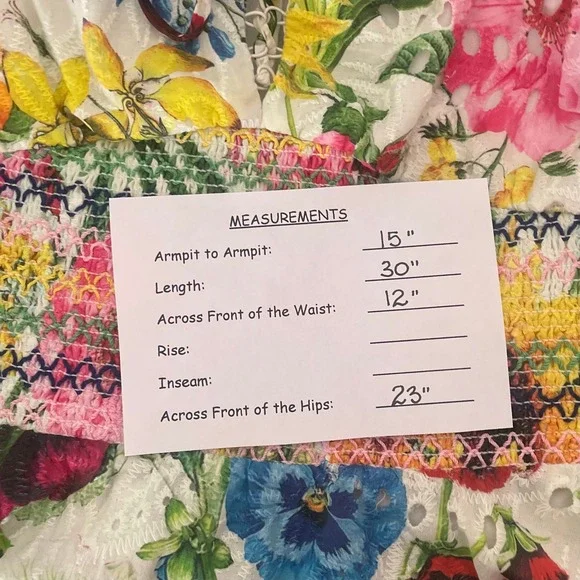 MEASUREMENTS
Armpit to Armpit: 15"
Length: 30"
Across Front of the Waist: 12"
Rise:
Inseam:
Across Front of the Hips: 23"